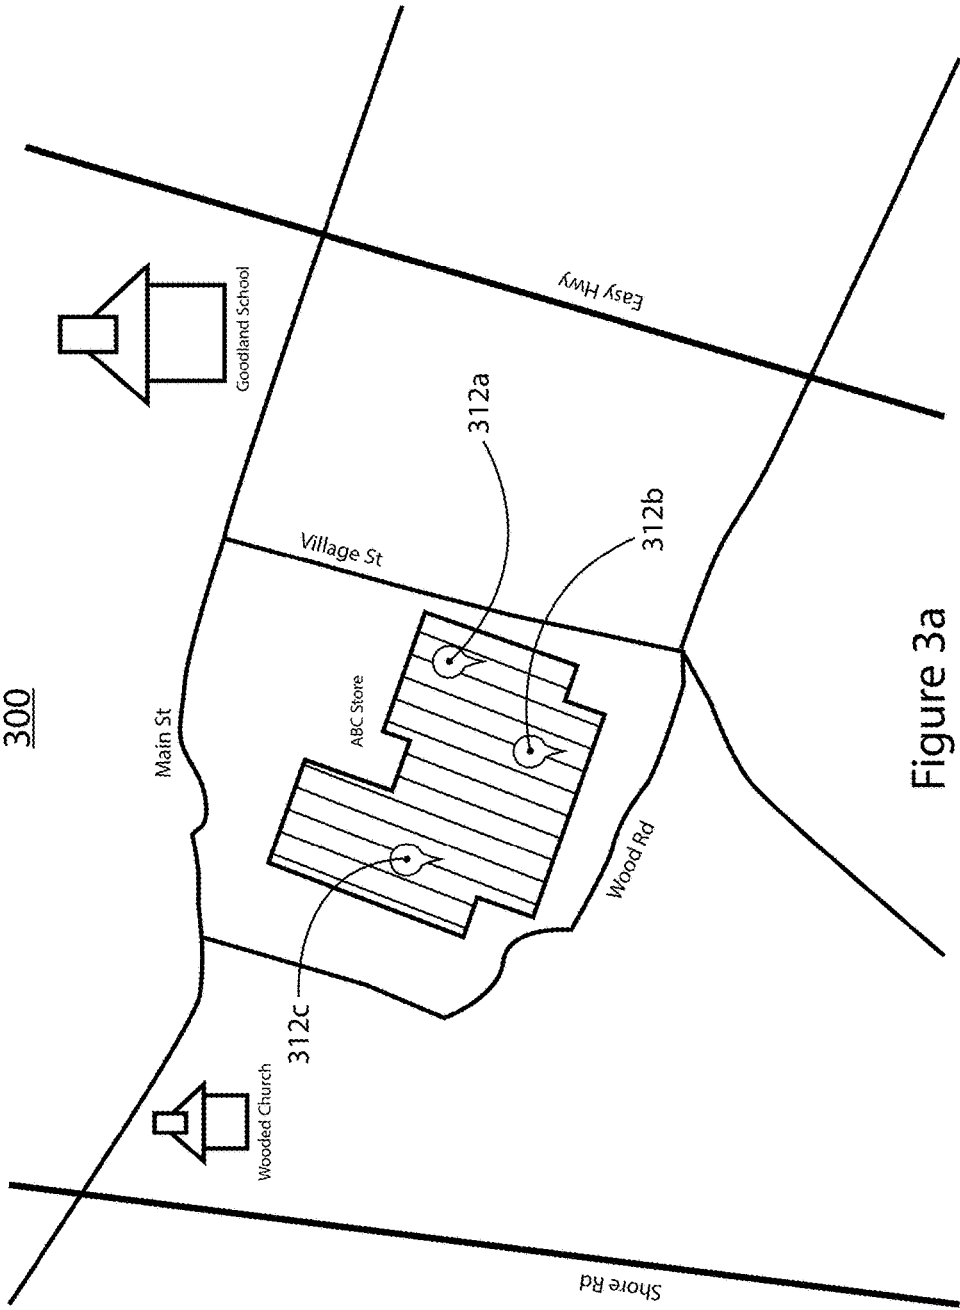 300
Main St
Goodland School
Easy Hwy
312a
Village St
312b
ABC Store
Wood Rd
312c
Wooded Church
Shore Rd
Figure 3a